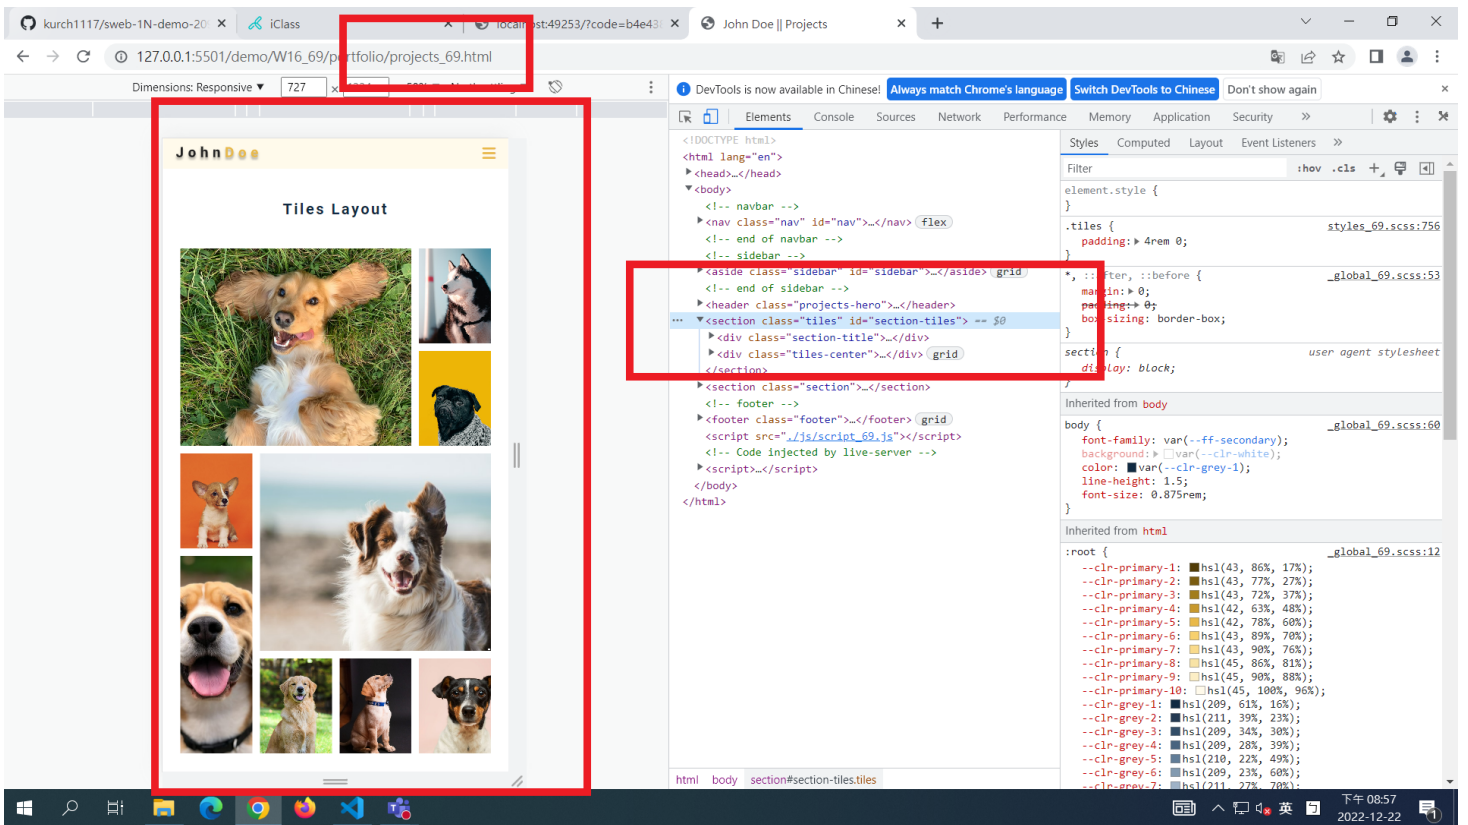 kurch1117/sweb-1N-demo-20
iClass
localhost:49253/?code=b4e43
John Doe || Projects
127.0.0.1:5501/demo/W16_69/portfolio/projects_69.html
Dimensions: Responsive ▼ 727 ×
DevTools is now available in Chinese! Always match Chrome's language Switch DevTools to Chinese Don't show again
Elements Console Sources Network Performance Memory Application Security »
JohnDoe
Tiles Layout
<!DOCTYPE html>
<html lang="en">
<head>…</head>
<body>
<!-- navbar -->
<nav class="nav" id="nav">…</nav> flex
<!-- end of navbar -->
<!-- sidebar -->
<aside class="sidebar" id="sidebar">…</aside> grid
<!-- end of sidebar -->
<header class="projects-hero">…</header>
<section class="tiles" id="section-tiles"> == $0
<div class="section-title">…</div>
<div class="tiles-center">…</div> grid
</section>
<section class="section">…</section>
<!-- footer -->
<footer class="footer">…</footer> grid
<script src="./js/script_69.js"></script>
<!-- Code injected by live-server -->
<script>…</script>
</body>
</html>
html body section#section-tiles.tiles
Styles Computed Layout Event Listeners »
Filter :hov .cls
element.style {
}
.tiles { styles_69.scss:756
padding: 4rem 0;
}
*, ::after, ::before { _global_69.scss:53
margin: 0;
padding: 0;
box-sizing: border-box;
}
section { user agent stylesheet
display: block;
}
Inherited from body
body { _global_69.scss:60
font-family: var(--ff-secondary);
background: var(--clr-white);
color: var(--clr-grey-1);
line-height: 1.5;
font-size: 0.875rem;
}
Inherited from html
:root { _global_69.scss:12
--clr-primary-1: hsl(43, 86%, 17%);
--clr-primary-2: hsl(43, 77%, 27%);
--clr-primary-3: hsl(43, 72%, 37%);
--clr-primary-4: hsl(42, 63%, 48%);
--clr-primary-5: hsl(42, 78%, 60%);
--clr-primary-6: hsl(43, 89%, 70%);
--clr-primary-7: hsl(43, 90%, 76%);
--clr-primary-8: hsl(45, 86%, 81%);
--clr-primary-9: hsl(45, 90%, 88%);
--clr-primary-10: hsl(45, 100%, 96%);
--clr-grey-1: hsl(209, 61%, 16%);
--clr-grey-2: hsl(211, 39%, 23%);
--clr-grey-3: hsl(209, 34%, 30%);
--clr-grey-4: hsl(209, 28%, 39%);
--clr-grey-5: hsl(210, 22%, 49%);
--clr-grey-6: hsl(209, 23%, 60%);
--clr-grey-7: hsl(211, 27%, 70%);
英
下午 08:57
2022-12-22
1